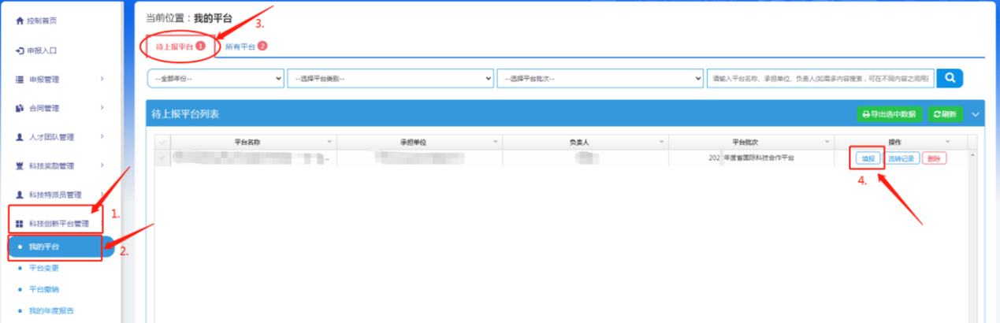 控制首页
申报入口
申报管理
合同管理
人才团队管理
科技奖励管理
科技特派员管理
科技创新平台管理
1.
我的平台
2.
平台变更
平台撤销
我的年度报告
当前位置：我的平台
3.
待上报平台 1 所有平台 2
--全部年份-- --选择平台类别-- --选择平台批次-- 请输入平台名称、承担单位、负责人(如需多内容搜索，可在不同内容之间用
待上报平台列表 导出选中数据 刷新
平台名称 承担单位 负责人 平台批次 操作
... 202 年度省国际科技合作平台 填报 流转记录 删除
4.